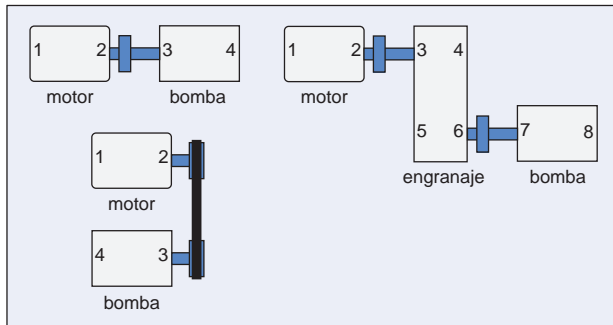 1 2 3 4
motor bomba
1 2 3 4
motor
5 6 7 8
engranaje bomba
1 2
motor
4 3
bomba